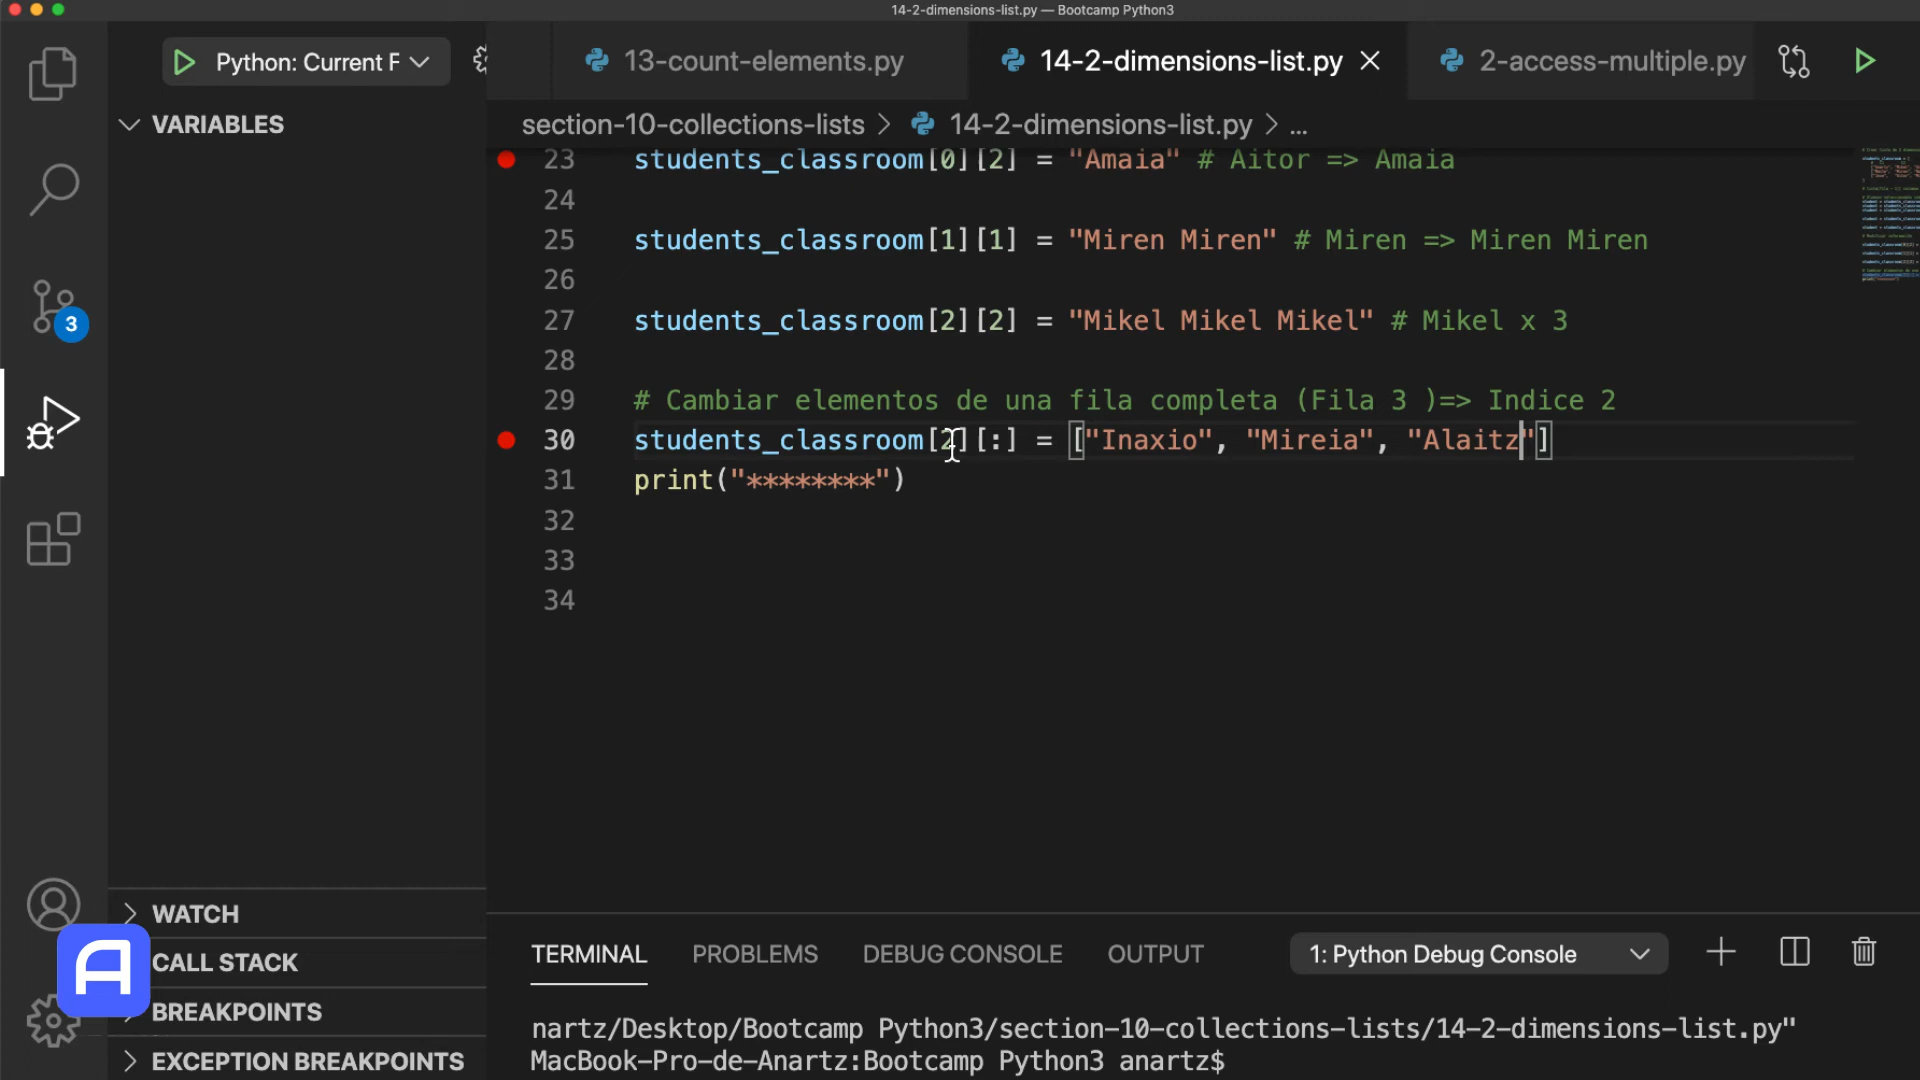 14-2-dimensions-list.py — Bootcamp Python3
Python: Current F
13-count-elements.py
14-2-dimensions-list.py
2-access-multiple.py
VARIABLES
section-10-collections-lists > 14-2-dimensions-list.py > ...
23 students_classroom[0][2] = "Amaia" # Aitor => Amaia
24
25 students_classroom[1][1] = "Miren Miren" # Miren => Miren Miren
26
27 students_classroom[2][2] = "Mikel Mikel Mikel" # Mikel x 3
28
29 # Cambiar elementos de una fila completa (Fila 3 )=> Indice 2
30 students_classroom[2][:] = ["Inaxio", "Mireia", "Alaitz"]
31 print("********")
32
33
34
3
WATCH
CALL STACK
BREAKPOINTS
EXCEPTION BREAKPOINTS
TERMINAL PROBLEMS DEBUG CONSOLE OUTPUT 1: Python Debug Console
nartz/Desktop/Bootcamp Python3/section-10-collections-lists/14-2-dimensions-list.py"
MacBook-Pro-de-Anartz:Bootcamp Python3 anartz$